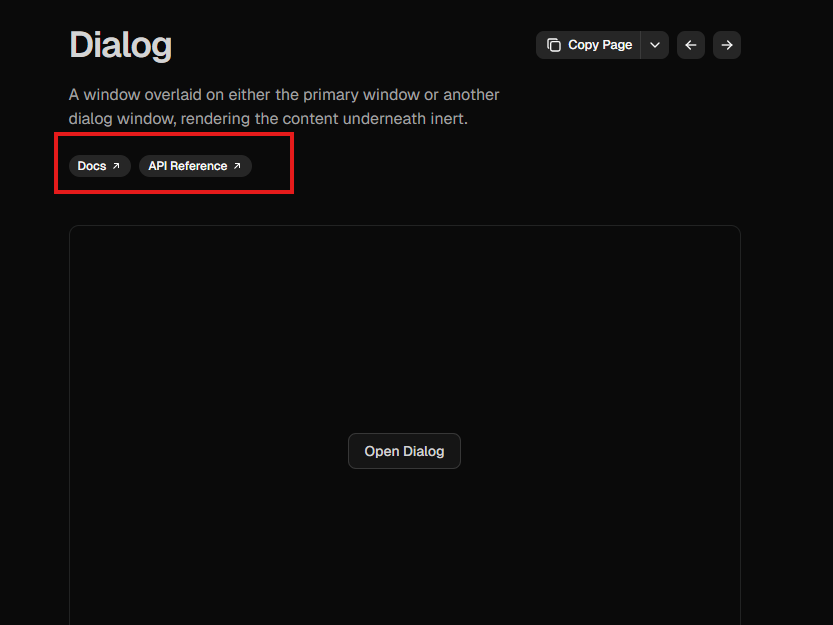 Dialog
Copy Page
A window overlaid on either the primary window or another
dialog window, rendering the content underneath inert.
Docs
API Reference
Open Dialog